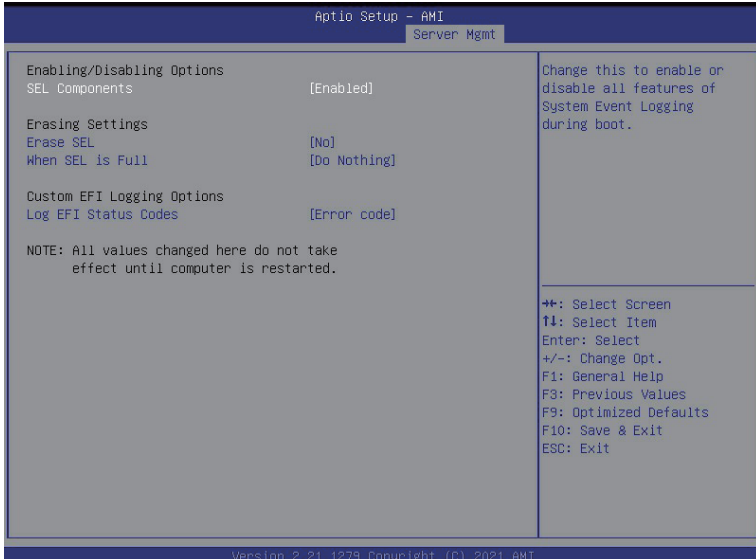 Aptio Setup – AMI
Server Mgmt
Enabling/Disabling Options
SEL Components [Enabled]
Erasing Settings
Erase SEL [No]
When SEL is Full [Do Nothing]
Custom EFI Logging Options
Log EFI Status Codes [Error code]
NOTE: All values changed here do not take
effect until computer is restarted.
Change this to enable or
disable all features of
System Event Logging
during boot.
→←: Select Screen
↑↓: Select Item
Enter: Select
+/-: Change Opt.
F1: General Help
F3: Previous Values
F9: Optimized Defaults
F10: Save & Exit
ESC: Exit
Version 2.21.1279 Copyright (C) 2021 AMI